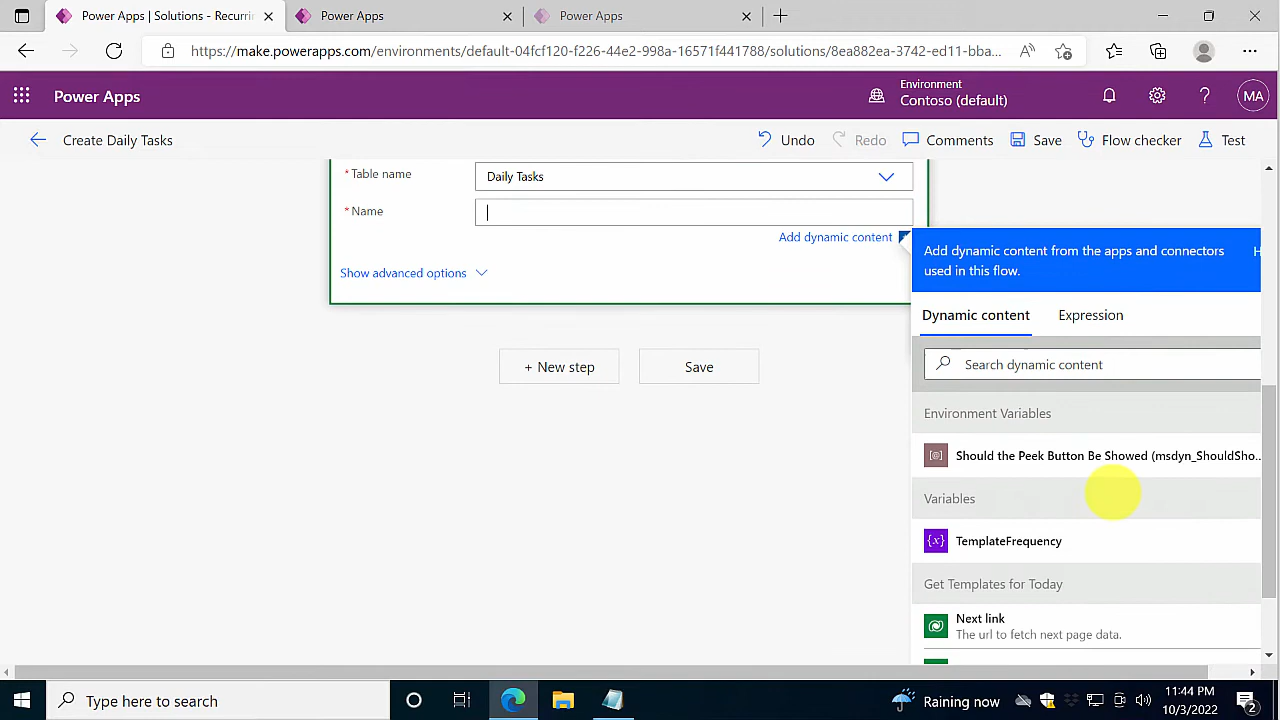 Power Apps | Solutions - Recurri
Power Apps
Power Apps
https://make.powerapps.com/environments/default-04fcf120-f226-44e2-998a-16571f441788/solutions/8ea882ea-3742-ed11-bba...
Power Apps
Environment
Contoso (default)
MA
Create Daily Tasks
Undo
Redo
Comments
Save
Flow checker
Test
* Table name
Daily Tasks
* Name
Add dynamic content
Show advanced options
Add dynamic content from the apps and connectors
used in this flow.
H
Dynamic content
Expression
Search dynamic content
+ New step
Save
Environment Variables
Should the Peek Button Be Showed (msdyn_ShouldSho...
Variables
{x}
TemplateFrequency
Get Templates for Today
Next link
The url to fetch next page data.
Type here to search
Raining now
11:44 PM
10/3/2022
2